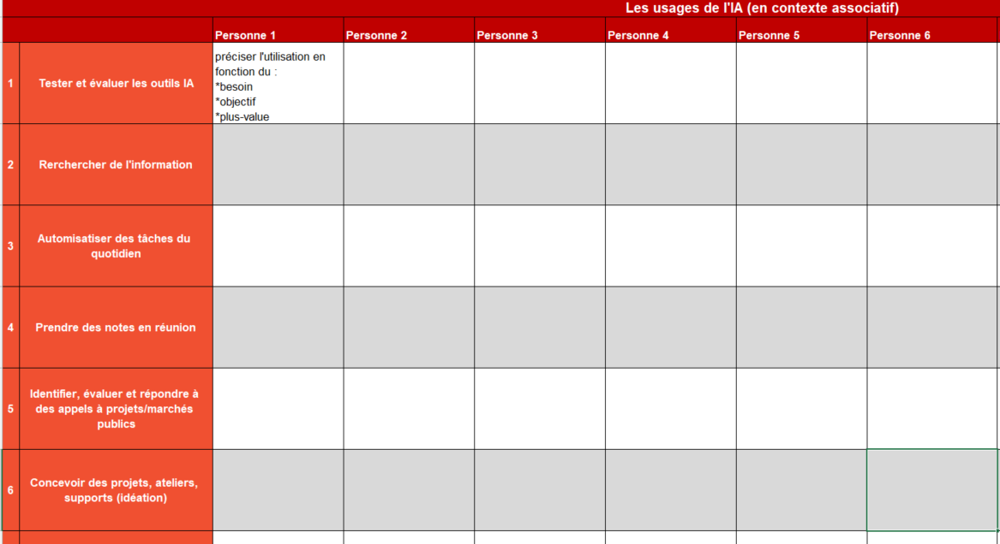 Les usages de l'IA (en contexte associatif)
Personne 1
Personne 2
Personne 3
Personne 4
Personne 5
Personne 6
1
Tester et évaluer les outils IA
préciser l'utilisation en
fonction du :
*besoin
*objectif
*plus-value
2
Rerchercher de l'information
3
Automisatiser des tâches du
quotidien
4
Prendre des notes en réunion
5
Identifier, évaluer et répondre à
des appels à projets/marchés
publics
6
Concevoir des projets, ateliers,
supports (idéation)